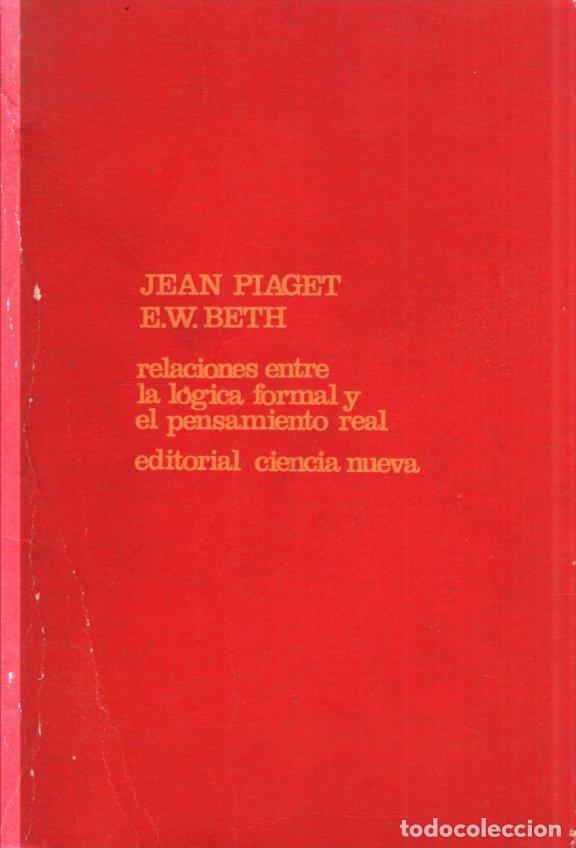 JEAN PIAGET
E.W. BETH
relaciones entre
la lógica formal y
el pensamiento real
editorial ciencia nueva
todocoleccion